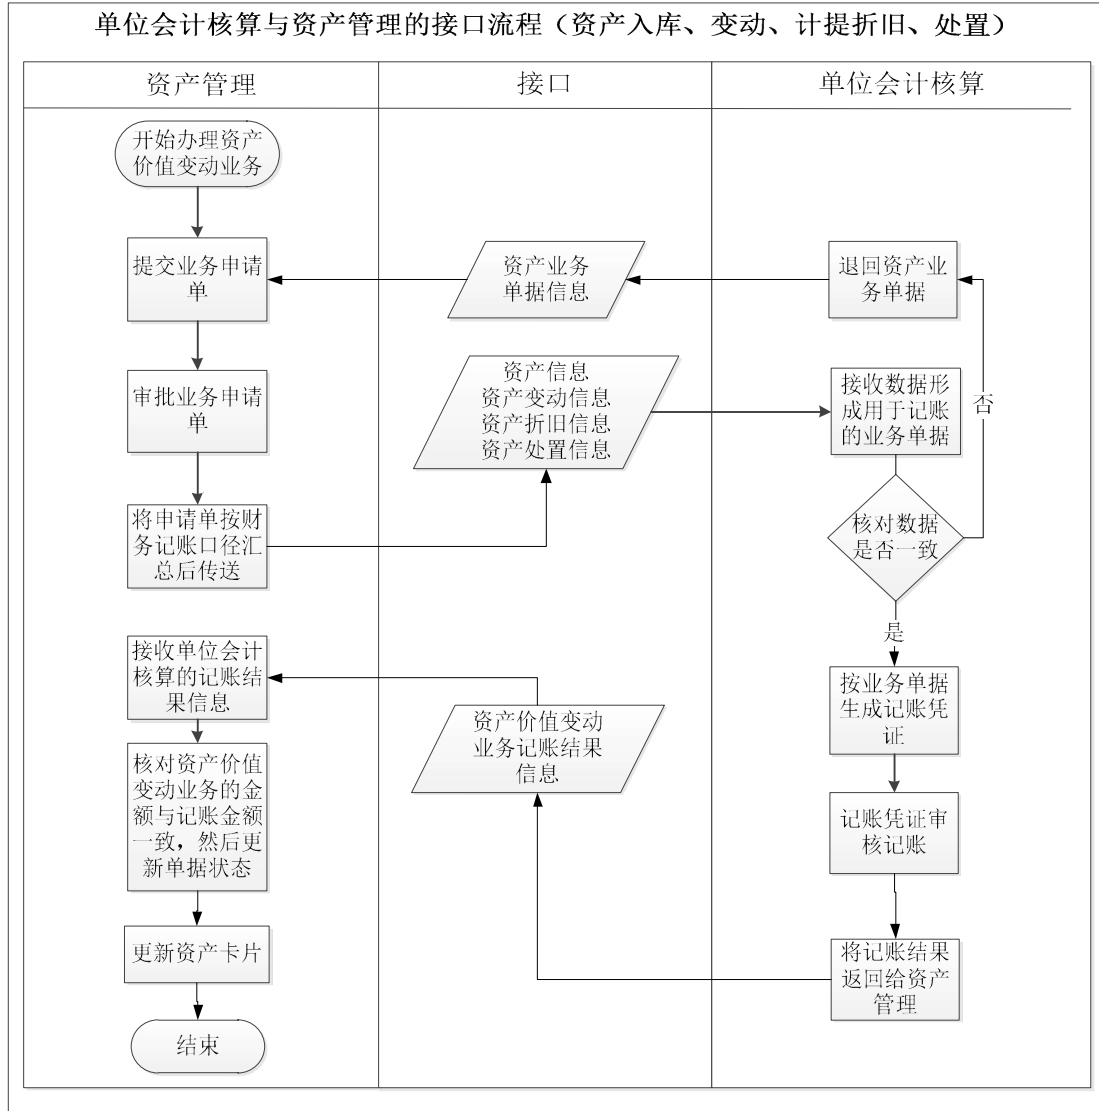 单位会计核算与资产管理的接口流程（资产入库、变动、计提折旧、处置）
资产管理
接口
单位会计核算
开始办理资产
价值变动业务
提交业务申请
单
资产业务
单据信息
退回资产业
务单据
审批业务申请
单
资产信息
资产变动信息
资产折旧信息
资产处置信息
接收数据形
成用于记账
的业务单据
否
将申请单按财
务记账口径汇
总后传送
核对数据
是否一致
是
接收单位会计
核算的记账结
果信息
按业务单据
生成记账凭
证
资产价值变动
业务记账结果
信息
核对资产价值
变动业务的金
额与记账金额
一致，然后更
新单据状态
记账凭证审
核记账
更新资产卡片
将记账结果
返回给资产
管理
结束